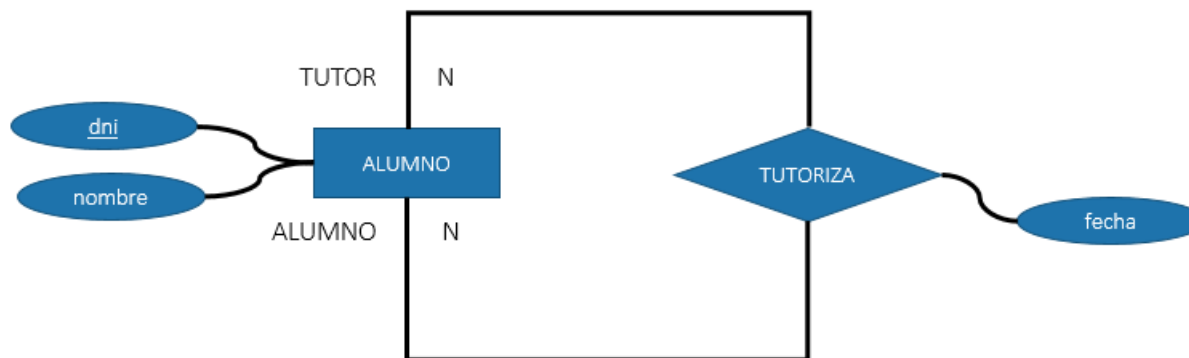 TUTOR N
dni
ALUMNO
TUTORIZA
nombre
fecha
ALUMNO N